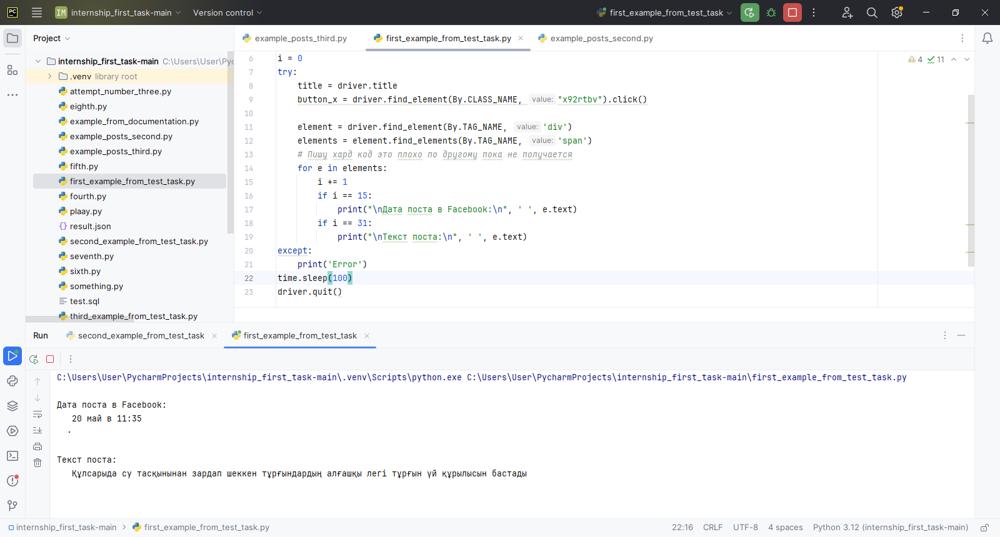 PC
IM internship_first_task-main
Version control
first_example_from_test_task
Project
example_posts_third.py
first_example_from_test_task.py
example_posts_second.py
internship_first_task-main C:\Users\User\Pyc
.venv library root
attempt_number_three.py
eighth.py
example_from_documentation.py
example_posts_second.py
example_posts_third.py
fifth.py
first_example_from_test_task.py
fourth.py
plaay.py
result.json
second_example_from_test_task.py
seventh.py
sixth.py
something.py
test.sql
third_example_from_test_task.py
4 11
6 i = 0
7 try:
8 title = driver.title
9 button_x = driver.find_element(By.CLASS_NAME, value: "x92rtbv").click()
10
11 element = driver.find_element(By.TAG_NAME, value: 'div')
12 elements = element.find_elements(By.TAG_NAME, value: 'span')
13 # Пишу хард код это плохо по другому пока не получается
14 for e in elements:
15 i += 1
16 if i == 15:
17 print("\nДата поста в Facebook:\n", ' ', e.text)
18 if i == 31:
19 print("\nТекст поста:\n", ' ', e.text)
20 except:
21 print('Error')
22 time.sleep(100)
23 driver.quit()
Run
second_example_from_test_task
first_example_from_test_task
C:\Users\User\PycharmProjects\internship_first_task-main\.venv\Scripts\python.exe C:\Users\User\PycharmProjects\internship_first_task-main\first_example_from_test_task.py
Дата поста в Facebook:
20 май в 11:35
·
Текст поста:
Құлсарыда су тасқынынан зардап шеккен тұрғындардың алғашқы легі тұрғын үй құрылысын бастады
internship_first_task-main > first_example_from_test_task.py
22:16 CRLF UTF-8 4 spaces Python 3.12 (internship_first_task-main)